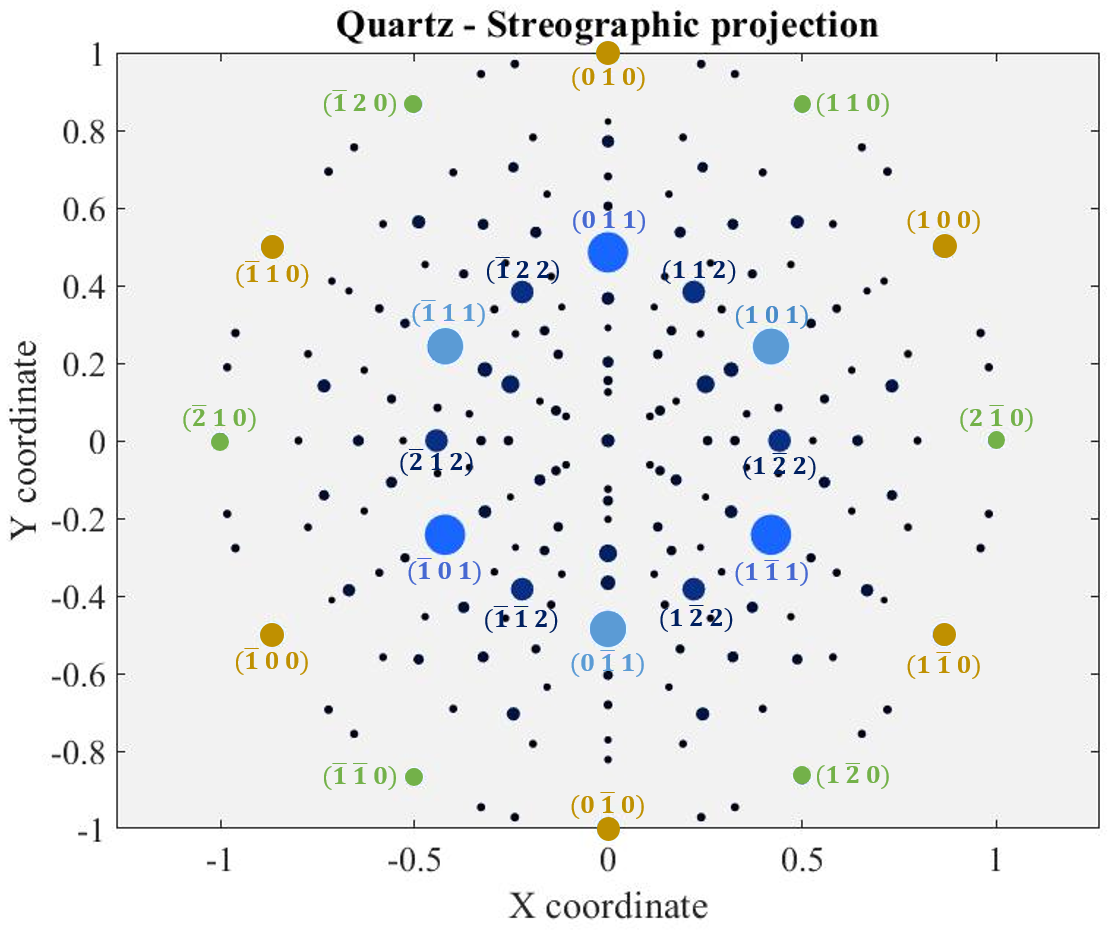 Quartz - Streographic projection
Y coordinate
1
0.8
0.6
0.4
0.2
0
-0.2
-0.4
-0.6
-0.8
-1
(0 1 0)
(1̅ 2 0)
(1 1 0)
(0 1 1)
(1 0 0)
(1̅ 1 0)
(1̅ 2 2)
(1 1 2)
(1̅ 1 1)
(1 0 1)
(2̅ 1 0)
(2 1̅ 0)
(2̅ 1 2)
(1 2̅ 2)
(1̅ 0 1)
(1 1̅ 1)
(1̅ 1̅ 2)
(1 2̅ 2)
(0 1̅ 1)
(1̅ 0 0)
(1 1̅ 0)
(1̅ 1̅ 0)
(1 2̅ 0)
(0 1̅ 0)
-1
-0.5
0
0.5
1
X coordinate